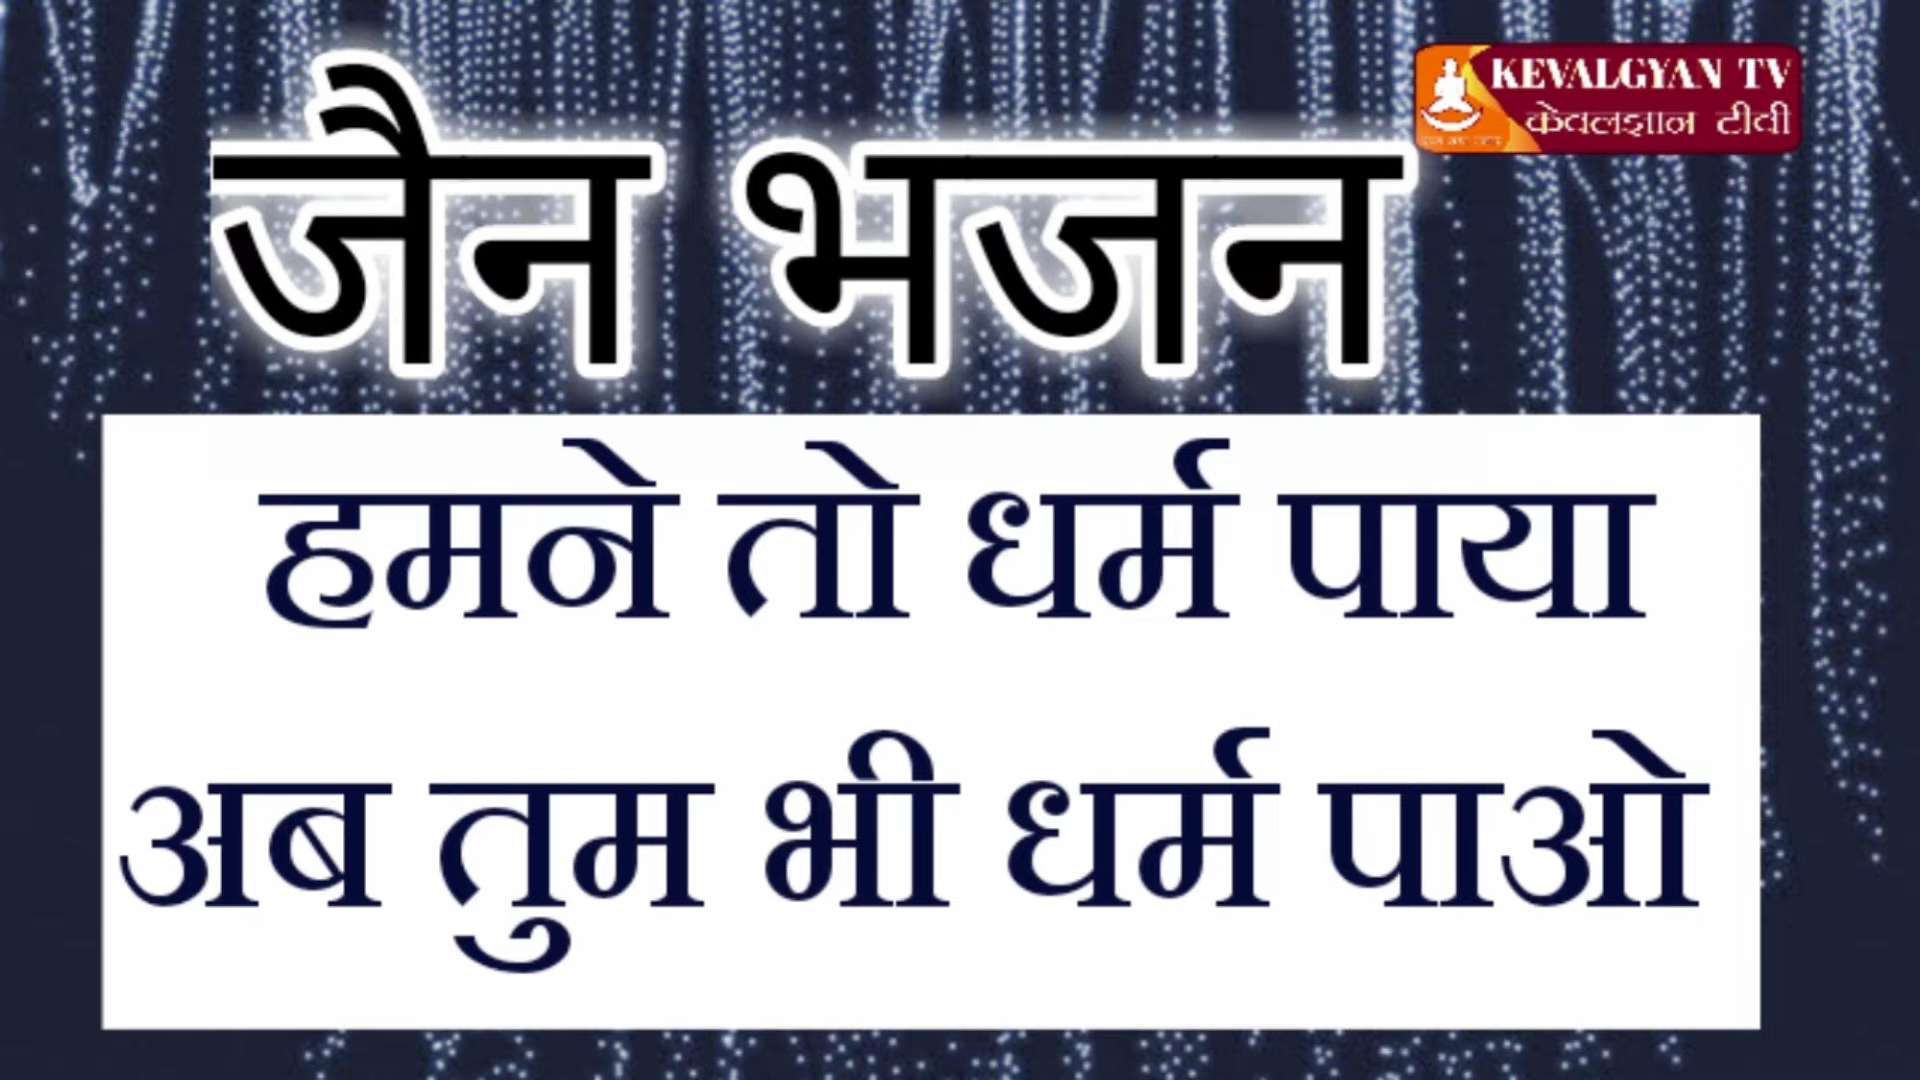 KEVALGYAN TV
केवलज्ञान टीवी
जैन भजन
हमने तो धर्म पाया
अब तुम भी धर्म पाओ